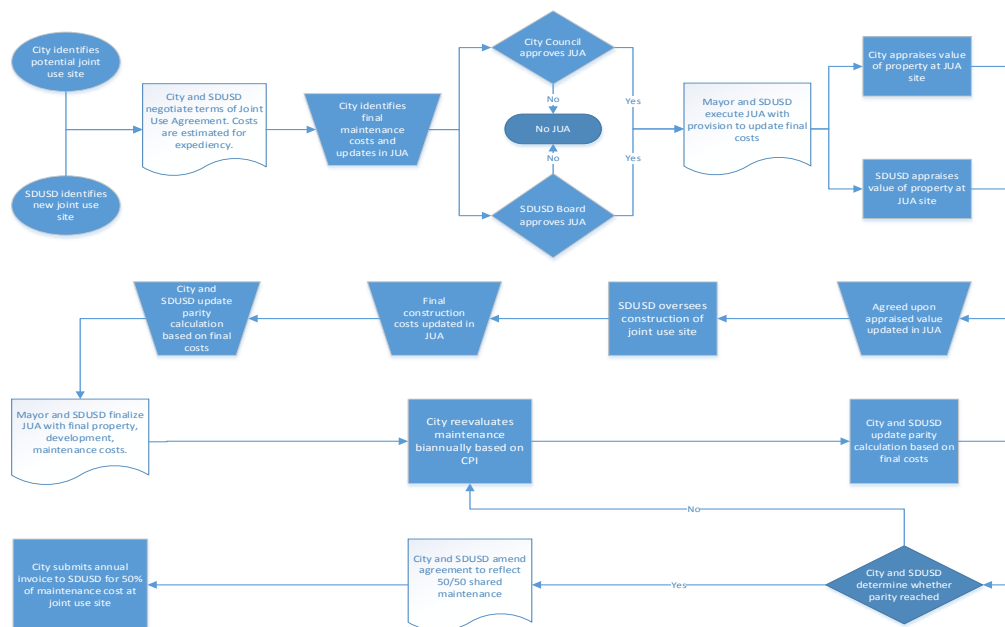 City identifies
potential joint
use site
SDUSD identifies
new joint use
site
City and SDUSD
negotiate terms of Joint
Use Agreement. Costs
are estimated for
expediency.
City identifies
final
maintenance
costs and
updates in JUA
City Council
approves JUA
No
Yes
No JUA
No
Yes
SDUSD Board
approves JUA
Mayor and SDUSD
execute JUA with
provision to update final
costs
City appraises value
of property at JUA
site
SDUSD appraises
value of property at
JUA site
City and
SDUSD update
parity
calculation
based on final
costs
Final
construction
costs updated in
JUA
SDUSD oversees
construction of
joint use site
Agreed upon
appraised value
updated in JUA
Mayor and SDUSD finalize
JUA with final property,
development,
maintenance costs.
City reevaluates
maintenance
biannually based on
CPI
City and SDUSD
update parity
calculation based on
final costs
No
City submits annual
invoice to SDUSD for 50%
of maintenance cost at
joint use site
City and SDUSD amend
agreement to reflect
50/50 shared
maintenance
Yes
City and SDUSD
determine whether
parity reached